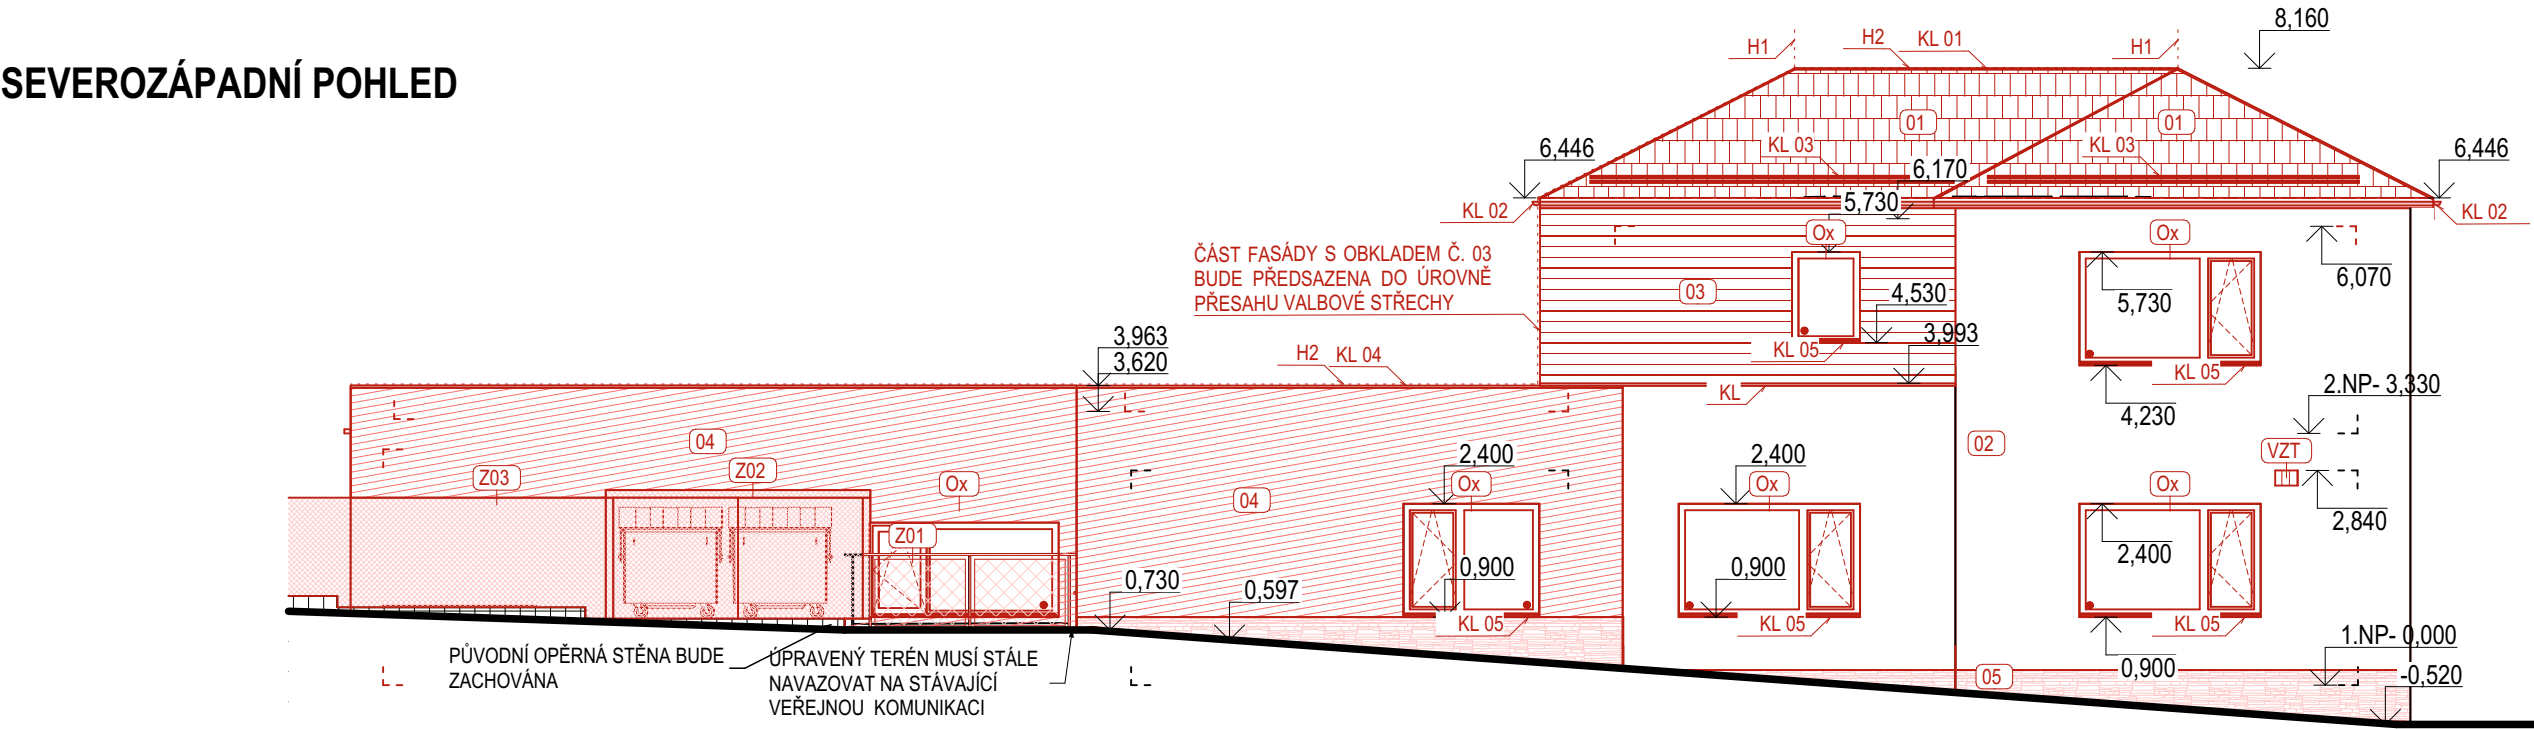 8,160
H1
H2
KL 01
H1
SEVEROZÁPADNÍ POHLED
01
01
KL 03
KL 03
6,446
6,170
6,446
5,730
KL 02
KL 02
Ox
Ox
ČÁST FASÁDY S OBKLADEM Č. 03
BUDE PŘEDSAZENA DO ÚROVNĚ
PŘESAHU VALBOVÉ STŘECHY
6,070
03
4,530
5,730
3,963
3,993
3,620
H2
KL 04
KL 05
KL 05
2.NP- 3,330
KL
4,230
04
02
VZT
2,400
2,400
Z03
Z02
Ox
Ox
Ox
Ox
04
2,840
Z01
2,400
0,730
0,597
0,900
0,900
KL 05
KL 05
KL 05
1.NP- 0,000
PŮVODNÍ OPĚRNÁ STĚNA BUDE
ZACHOVÁNA
ÚPRAVENÝ TERÉN MUSÍ STÁLE
NAVAZOVAT NA STÁVAJÍCÍ
VEŘEJNOU KOMUNIKACI
0,900
05
-0,520